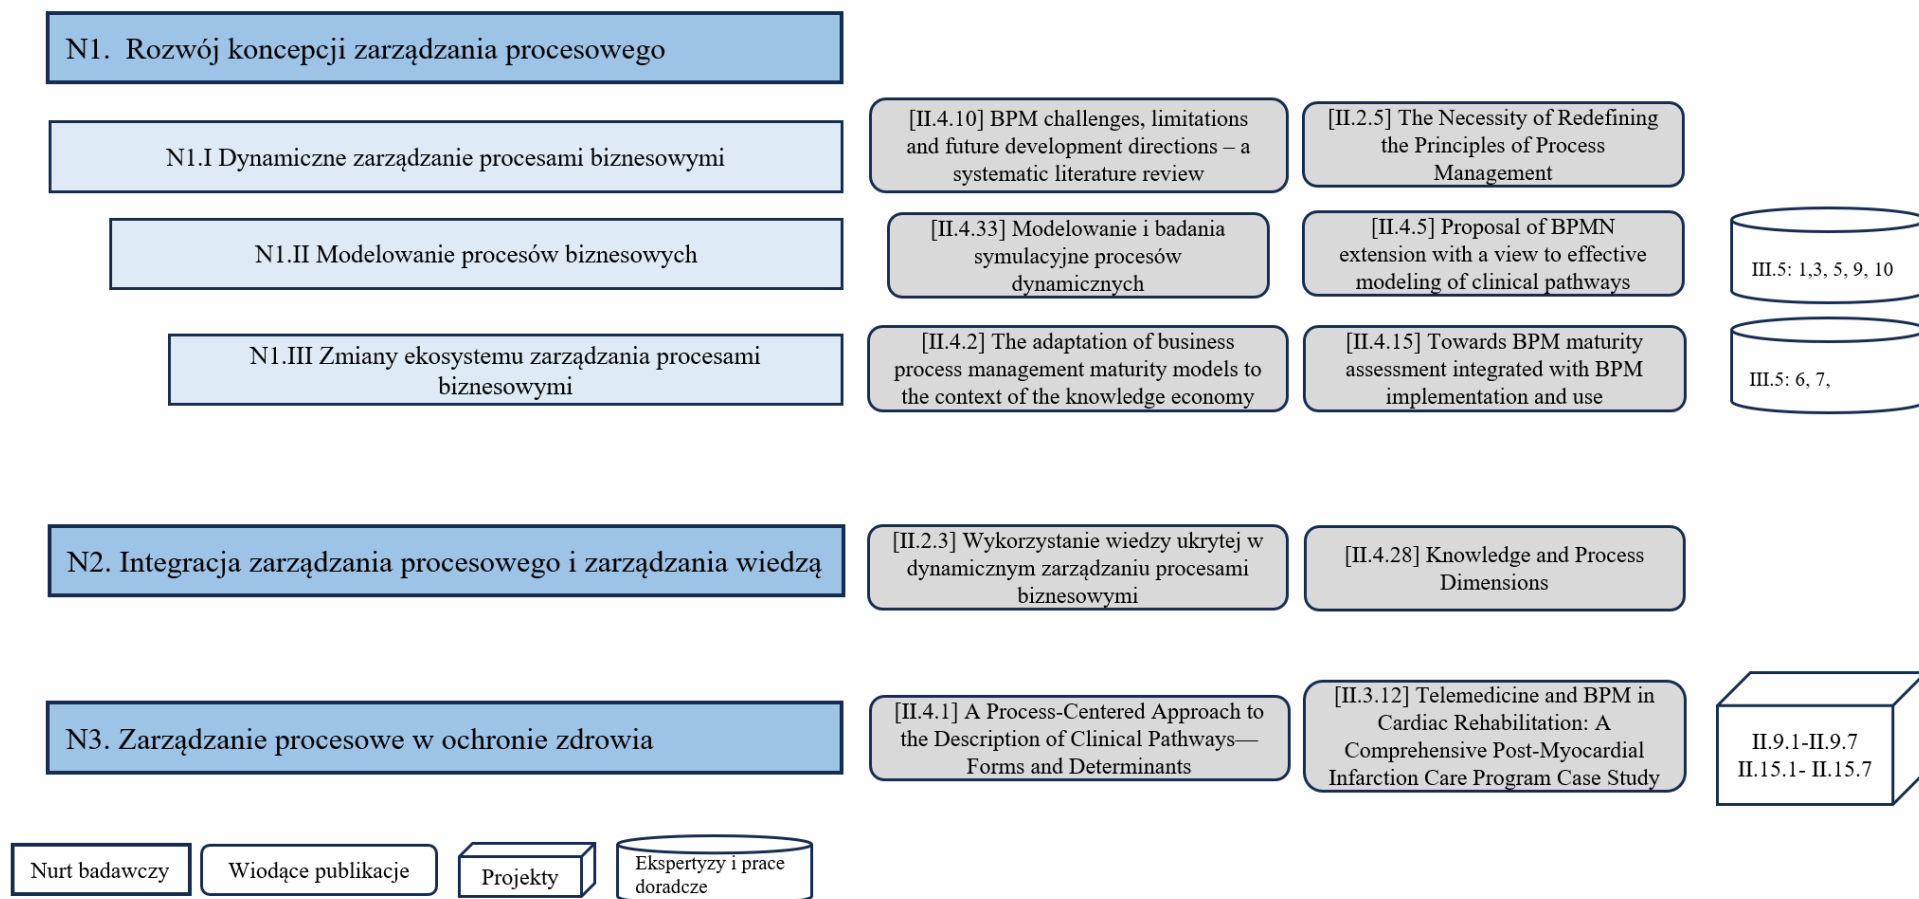 N1. Rozwój koncepcji zarządzania procesowego
N1.I Dynamiczne zarządzanie procesami biznesowymi
[II.4.10] BPM challenges, limitations
and future development directions – a
systematic literature review
[II.2.5] The Necessity of Redefining
the Principles of Process
Management
N1.II Modelowanie procesów biznesowych
[II.4.33] Modelowanie i badania
symulacyjne procesów
dynamicznych
[II.4.5] Proposal of BPMN
extension with a view to effective
modeling of clinical pathways
III.5: 1,3, 5, 9, 10
N1.III Zmiany ekosystemu zarządzania procesami
biznesowymi
[II.4.2] The adaptation of business
process management maturity models to
the context of the knowledge economy
[II.4.15] Towards BPM maturity
assessment integrated with BPM
implementation and use
III.5: 6, 7,
N2. Integracja zarządzania procesowego i zarządzania wiedzą
[II.2.3] Wykorzystanie wiedzy ukrytej w
dynamicznym zarządzaniu procesami
biznesowymi
[II.4.28] Knowledge and Process
Dimensions
N3. Zarządzanie procesowe w ochronie zdrowia
[II.4.1] A Process-Centered Approach to
the Description of Clinical Pathways—
Forms and Determinants
[II.3.12] Telemedicine and BPM in
Cardiac Rehabilitation: A
Comprehensive Post-Myocardial
Infarction Care Program Case Study
II.9.1-II.9.7
II.15.1- II.15.7
Nurt badawczy
Wiodące publikacje
Projekty
Ekspertyzy i prace
doradcze